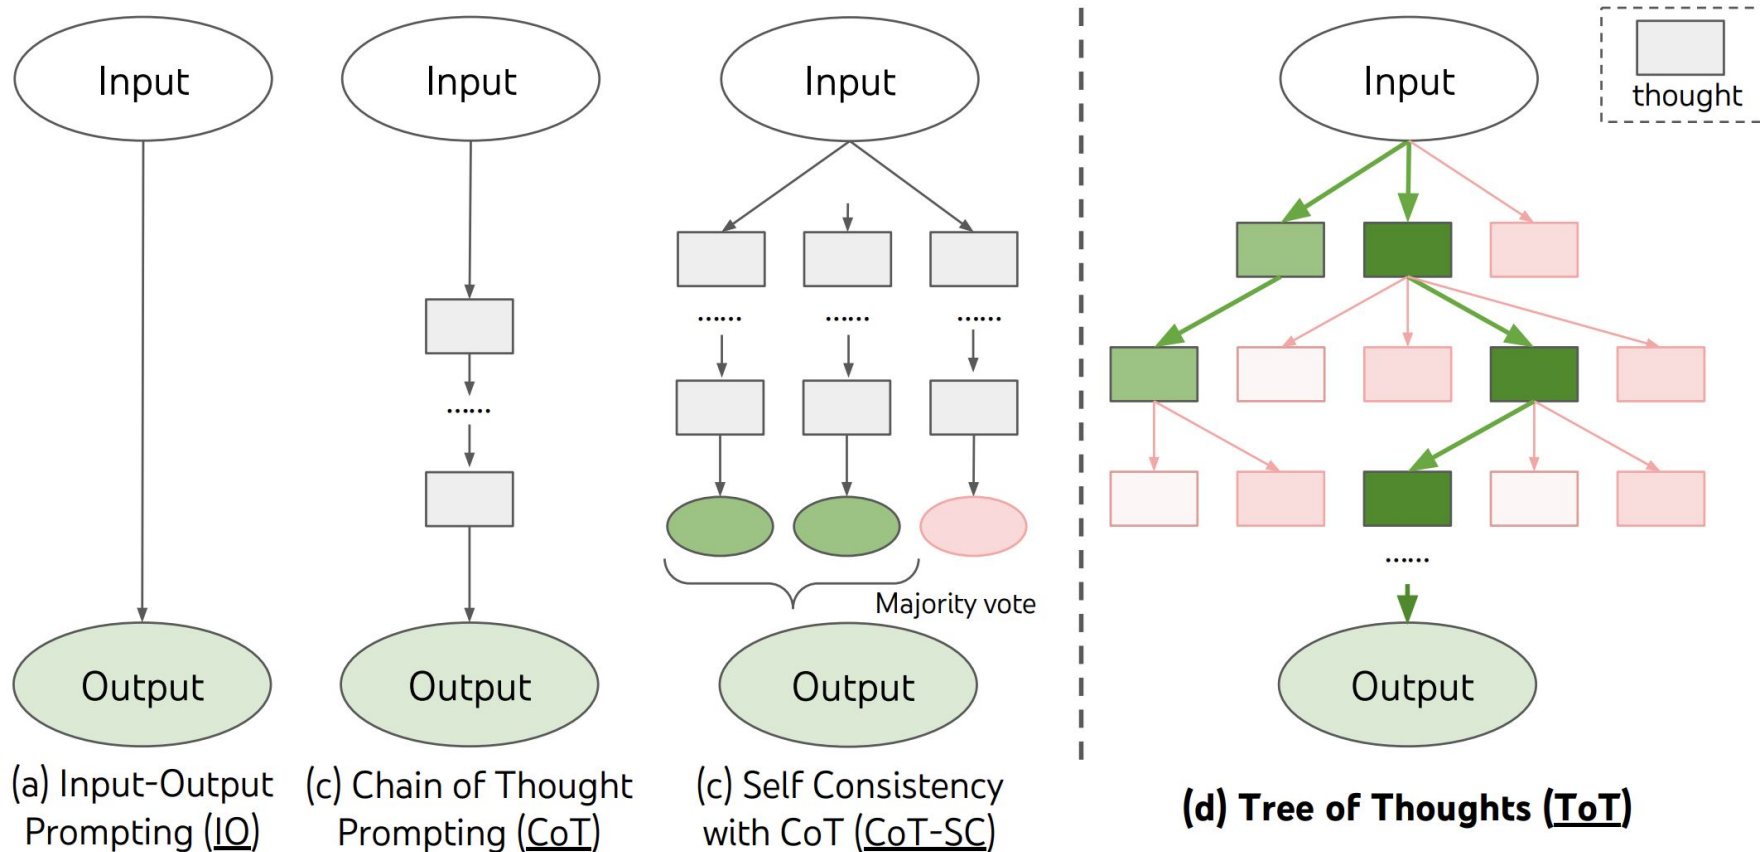 Input
Input
Input
Input
thought
......
......
......
......
......
Majority vote
Output
Output
Output
Output
(a) Input-Output
Prompting (IO)
(c) Chain of Thought
Prompting (CoT)
(c) Self Consistency
with CoT (CoT-SC)
(d) Tree of Thoughts (ToT)